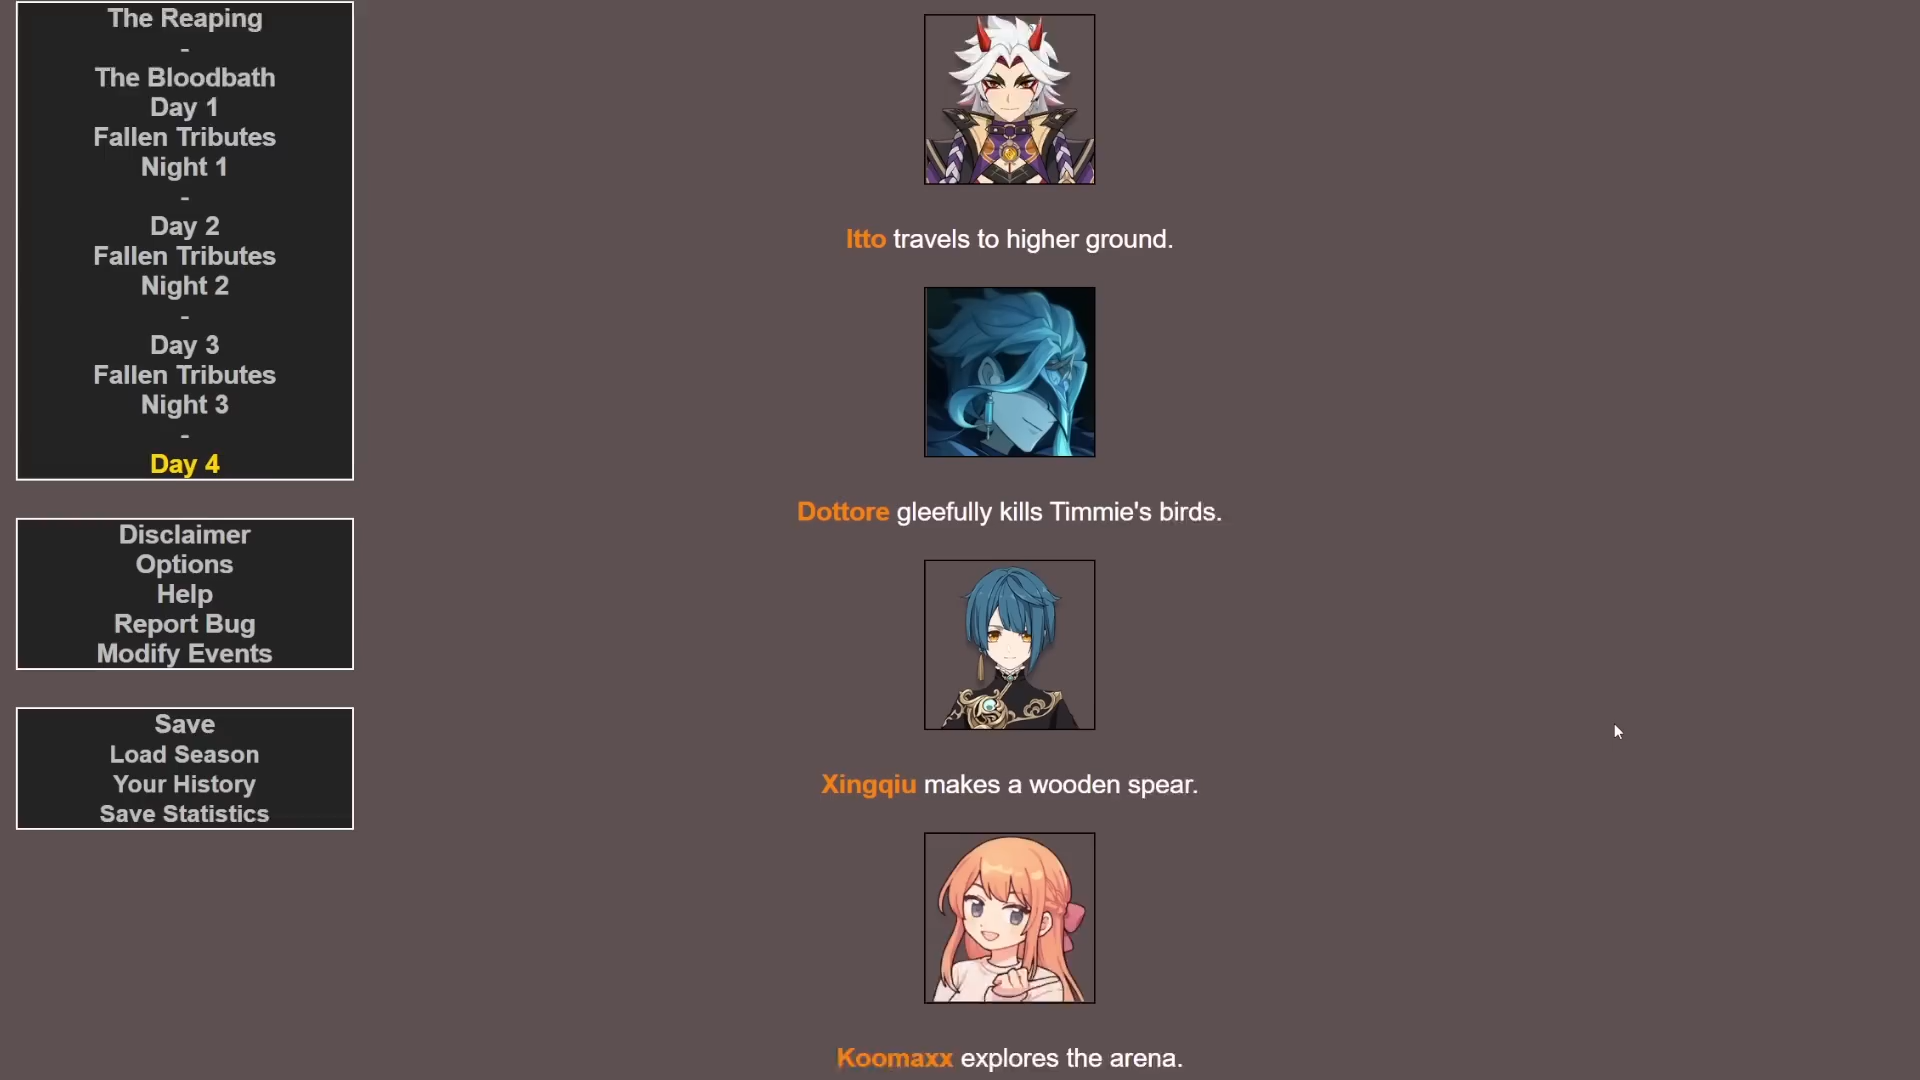 The Reaping
-
The Bloodbath
Day 1
Fallen Tributes
Night 1
-
Day 2
Fallen Tributes
Night 2
-
Day 3
Fallen Tributes
Night 3
-
Day 4
Disclaimer
Options
Help
Report Bug
Modify Events
Save
Load Season
Your History
Save Statistics
Itto travels to higher ground.
Dottore gleefully kills Timmie's birds.
Xingqiu makes a wooden spear.
Koomaxx explores the arena.